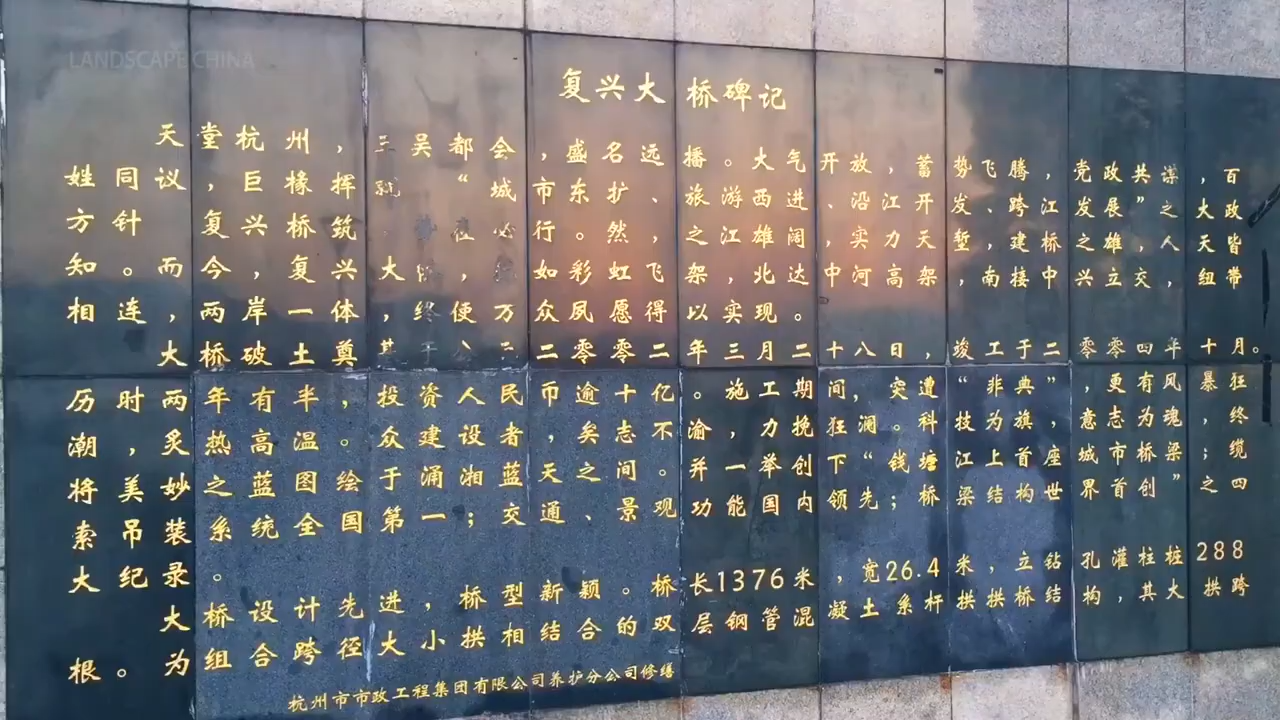 LANDSCAPE CHINA
复兴大桥碑记
天堂杭州，三吴都会，盛名远播。大气开放，蓄势飞腾，党政共谋，百
姓同议，巨椽挥就“城市东扩、旅游西进、沿江开发、跨江发展”之大政
方针 复兴桥筑，势在必行。然，之江雄阔，实力天堑，建桥之雄，人天皆
知。而今，复兴大，如彩虹飞架，北达中河高架，南接中兴立交，纽带
相连，两岸一体，终使万众夙愿得以实现。
大桥破土奠基于公元二零零二年三月二十八日，竣工于二零零四年十月。
历时两年有半，投资人民币逾十亿。施工期间，突遭“非典”，更有风暴狂
潮，炙热高温。众建设者，矣志不渝，力挽狂澜。科技为旗，意志为魂，终
将美妙之蓝图绘于涌湘蓝天之间。并一举创下“钱塘江上首座城市桥梁；缆
索吊装系统全国第一；交通、景观功能国内领先；桥梁结构世界首创”之四
大纪录。
大桥设计先进，桥型新颖。桥长1376米，宽26.4米，立钻孔灌柱桩288
根。为组合跨径大小拱相结合的双层钢管混凝土系杆拱拱桥结构，其大拱跨
杭州市市政工程集团有限公司养护分公司修缮